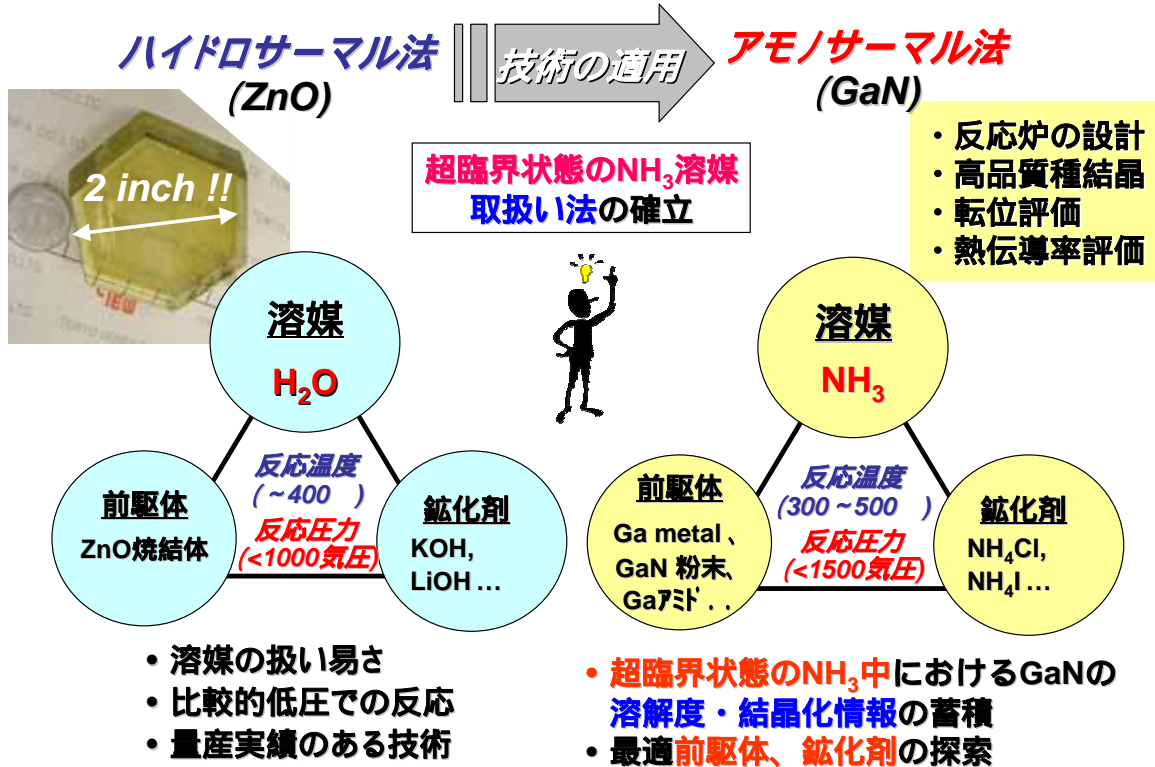 ハイドロサーマル法
(ZnO)
技術の適用
アモノサーマル法
(GaN)
2 inch !!
超臨界状態のNH₃溶媒
取扱い法の確立
・反応炉の設計
・高品質種結晶
・転位評価
・熱伝導率評価
溶媒
H₂O
反応温度
(~400 )
反応圧力
(<1000気圧)
前駆体
ZnO焼結体
鉱化剤
KOH,
LiOH …
溶媒
NH₃
反応温度
(300~500 )
反応圧力
(<1500気圧)
前駆体
Ga metal 、
GaN 粉末、
Gaｱﾐﾄﾞ . .
鉱化剤
NH₄Cl,
NH₄I …
• 溶媒の扱い易さ
• 比較的低圧での反応
• 量産実績のある技術
• 超臨界状態のNH₃中におけるGaNの
溶解度・結晶化情報の蓄積
• 最適前駆体、鉱化剤の探索